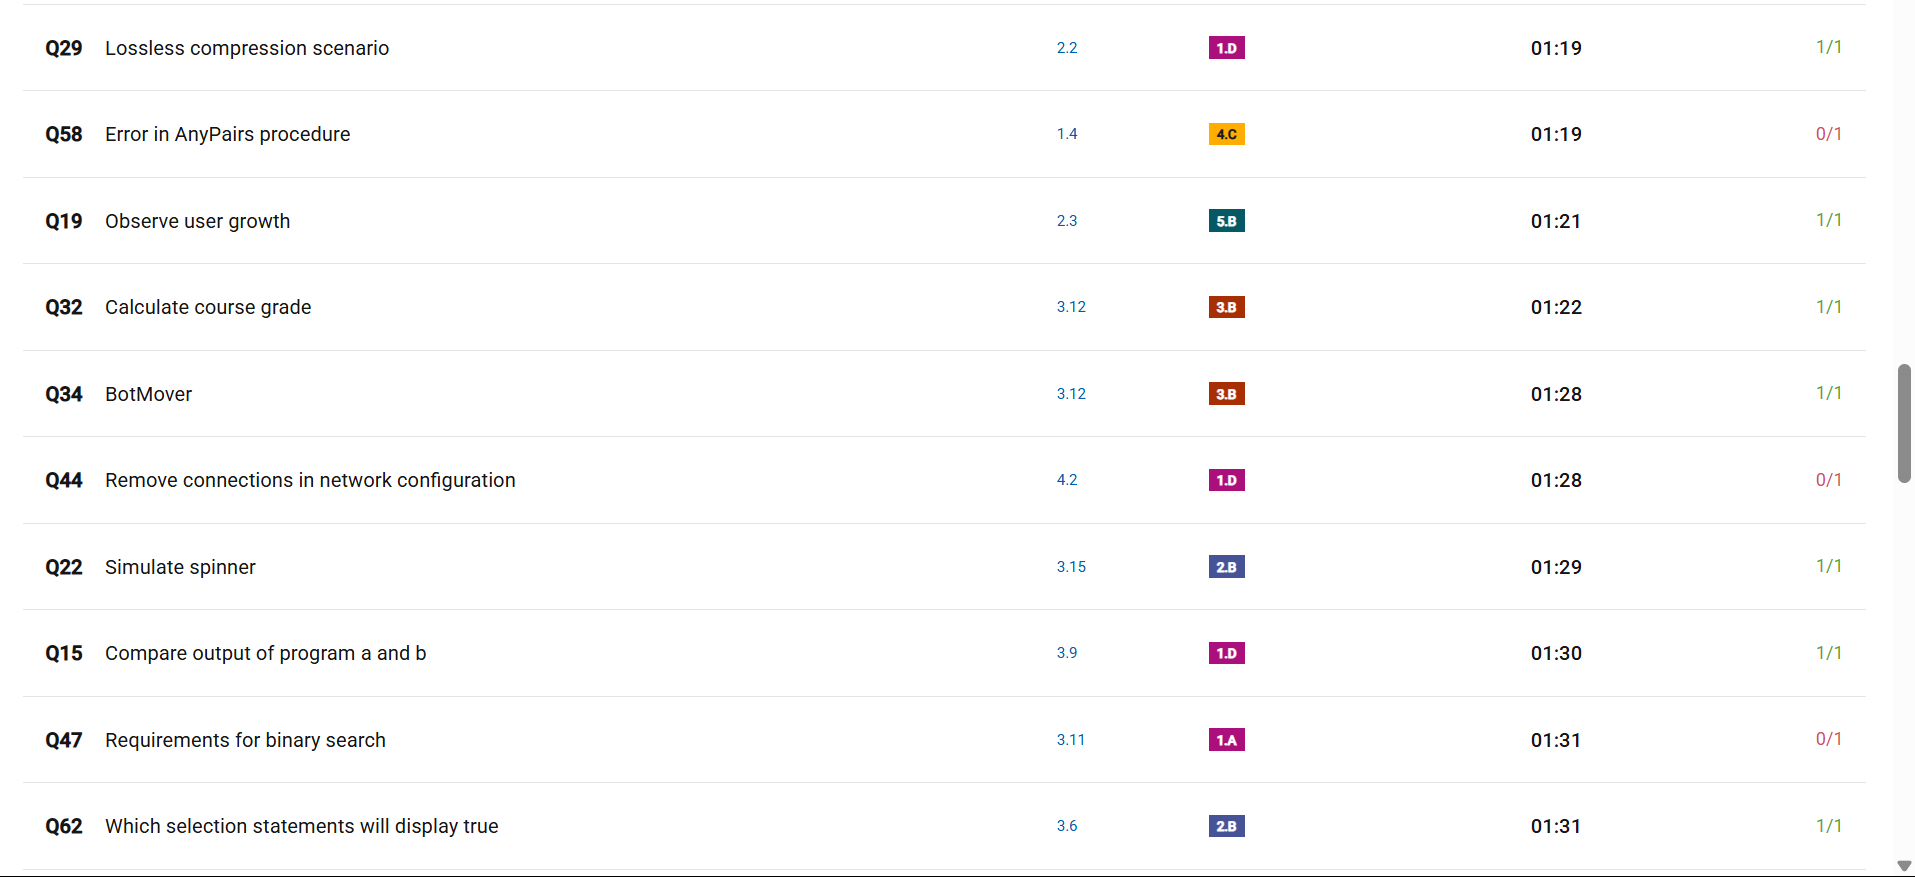 Q29 Lossless compression scenario 2.2 1.D 01:19 1/1
Q58 Error in AnyPairs procedure 1.4 4.C 01:19 0/1
Q19 Observe user growth 2.3 5.B 01:21 1/1
Q32 Calculate course grade 3.12 3.B 01:22 1/1
Q34 BotMover 3.12 3.B 01:28 1/1
Q44 Remove connections in network configuration 4.2 1.D 01:28 0/1
Q22 Simulate spinner 3.15 2.B 01:29 1/1
Q15 Compare output of program a and b 3.9 1.D 01:30 1/1
Q47 Requirements for binary search 3.11 1.A 01:31 0/1
Q62 Which selection statements will display true 3.6 2.B 01:31 1/1